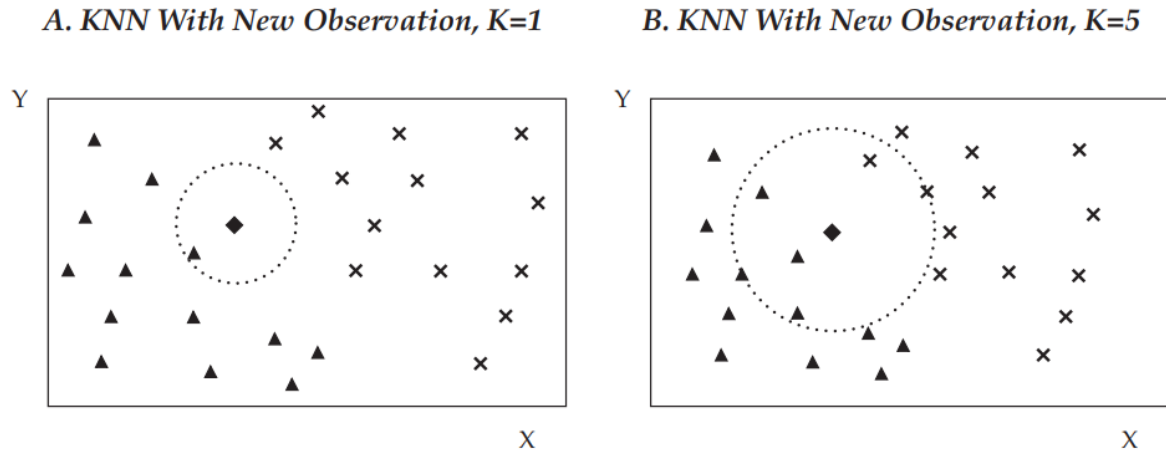 A. KNN With New Observation, K=1
B. KNN With New Observation, K=5
Y
Y
X
X